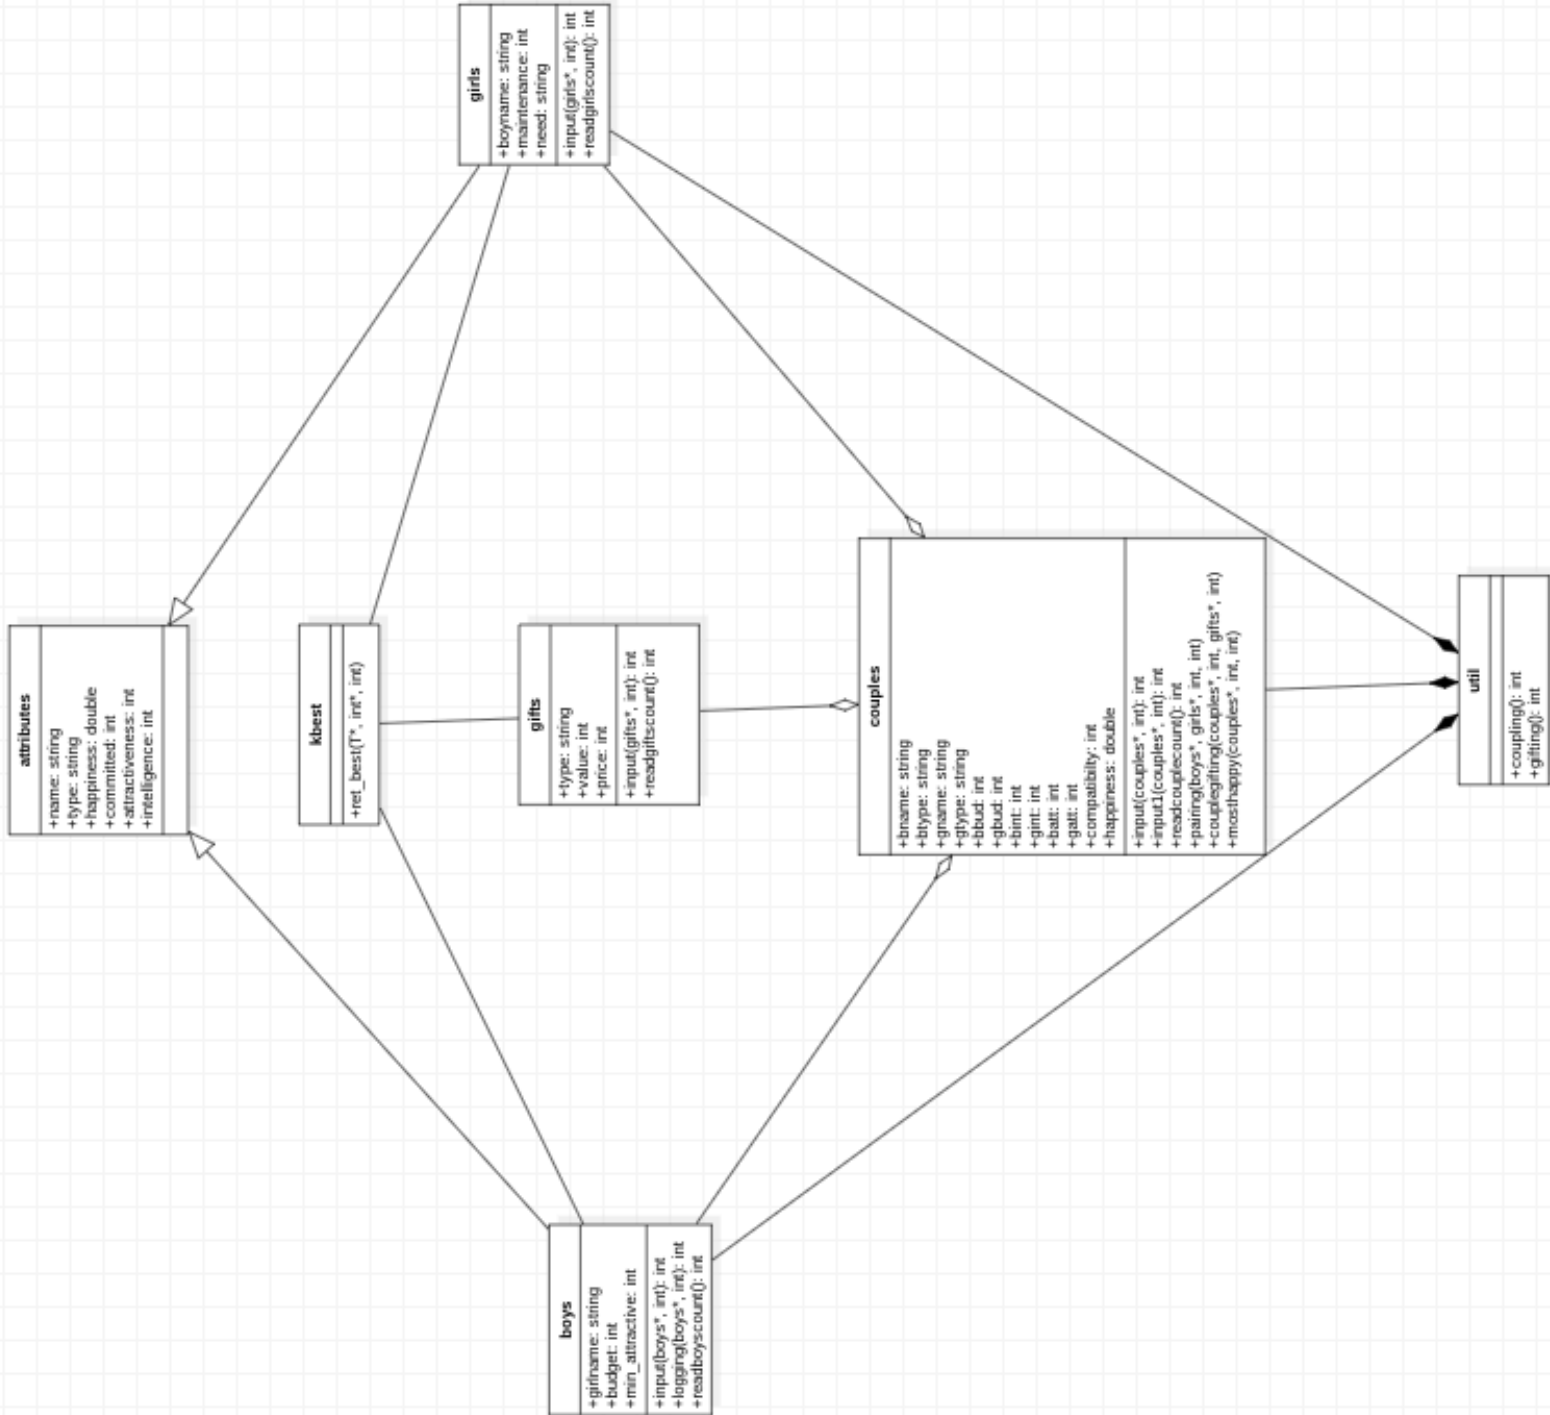 attributes
+name: string
+type: string
+happiness: double
+committed: int
+attractiveness: int
+intelligence: int
kbest
+ret_best(T*, int*, int)
girls
+boyname: string
+maintenance: int
+need: string
+input(girls*, int): int
+readgirlscount(): int
gifts
+type: string
+value: int
+price: int
+input(gifts*, int): int
+readgiftscount(): int
boys
+girlname: string
+budget: int
+min_attractive: int
+input(boys*, int): int
+logging(boys*, int): int
+readboyscount(): int
couples
+bname: string
+btype: string
+gname: string
+gtype: string
+bbud: int
+gbud: int
+bint: int
+gint: int
+batt: int
+gatt: int
+compatibilty: int
+happiness: double
+input(couples*, int): int
+input1(couples*, int): int
+readcouplecount(): int
+pairing(boys*, girls*, int, int)
+couplegifting(couples*, int, gifts*, int)
+mosthappy(couples*, int, int)
util
+coupling(): int
+gifting(): int